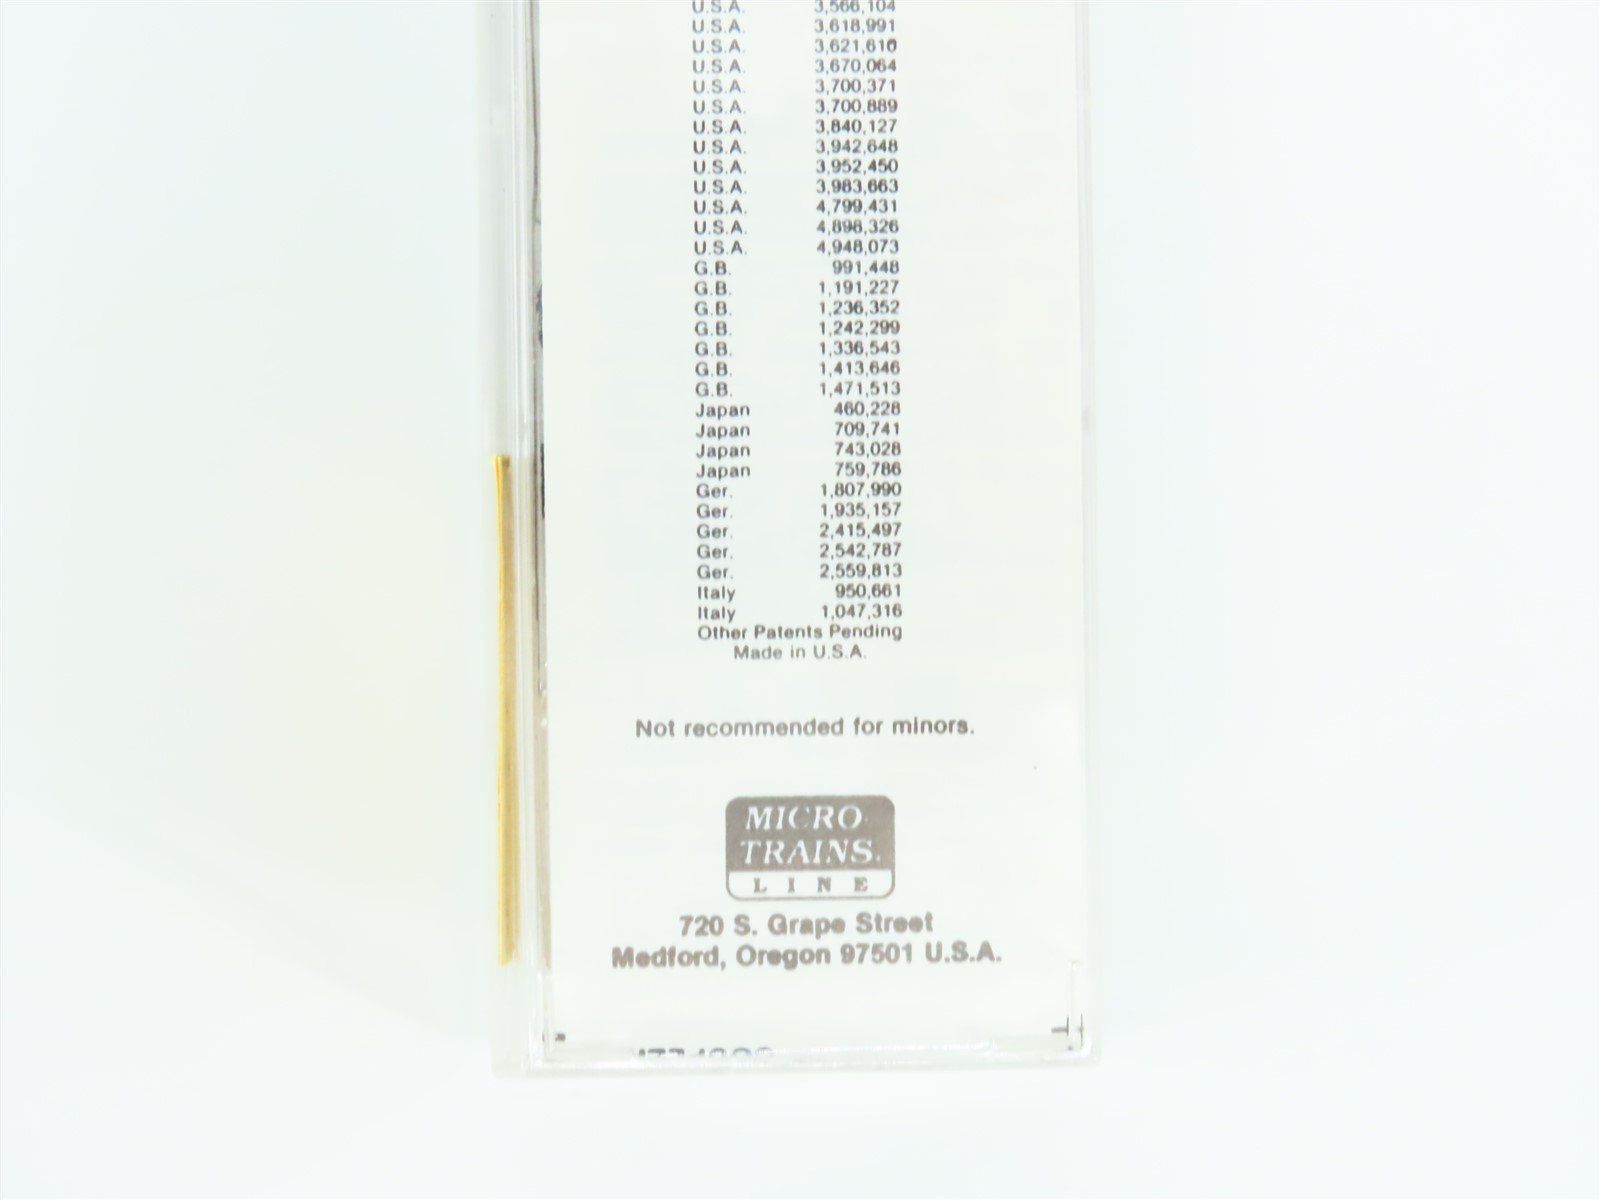 U.S.A. 3,566,104
U.S.A. 3,618,991
U.S.A. 3,621,610
U.S.A. 3,670,064
U.S.A. 3,700,371
U.S.A. 3,700,889
U.S.A. 3,840,127
U.S.A. 3,942,648
U.S.A. 3,952,450
U.S.A. 3,983,663
U.S.A. 4,799,431
U.S.A. 4,898,326
U.S.A. 4,948,073
G.B. 991,448
G.B. 1,191,227
G.B. 1,236,352
G.B. 1,242,299
G.B. 1,336,543
G.B. 1,413,646
G.B. 1,471,513
Japan 460,228
Japan 709,741
Japan 743,028
Japan 759,786
Ger. 1,807,990
Ger. 1,935,157
Ger. 2,415,497
Ger. 2,542,787
Ger. 2,559,813
Italy 950,661
Italy 1,047,316
Other Patents Pending
Made in U.S.A.
Not recommended for minors.
MICRO-
TRAINS®
LINE
720 S. Grape Street
Medford, Oregon 97501 U.S.A.